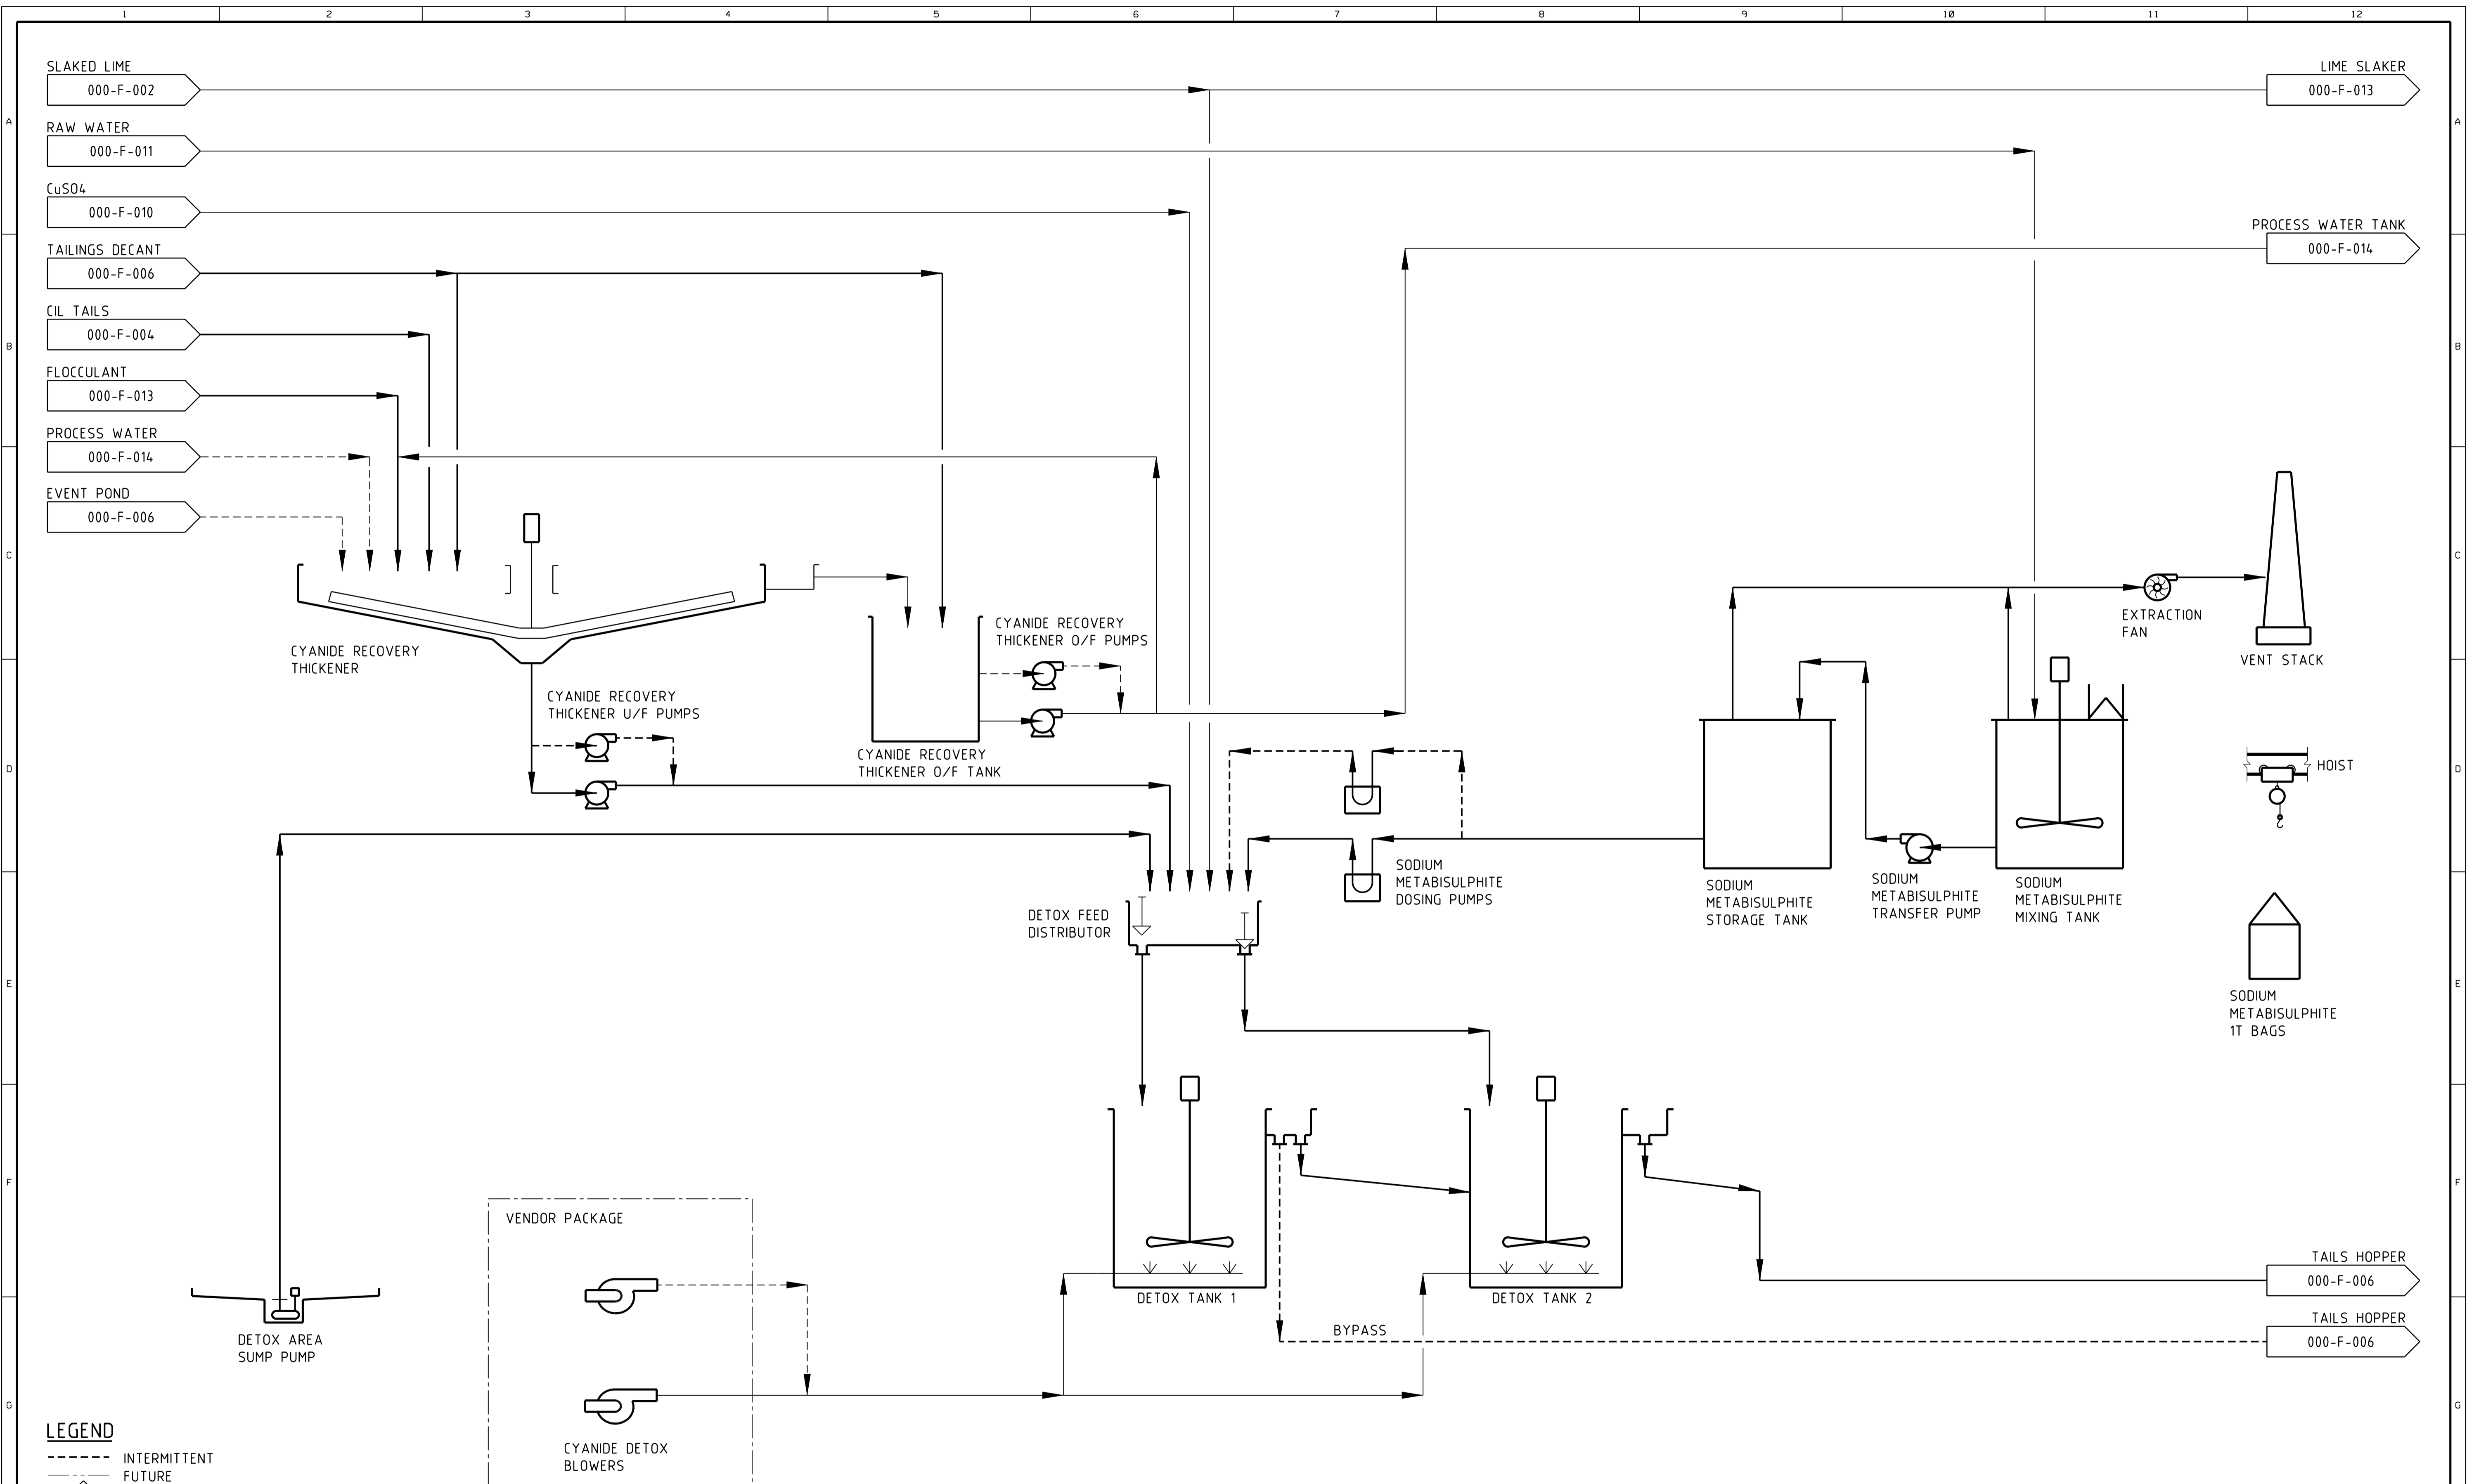 1 2 3 4 5 6 7 8 9 10 11 12
SLAKED LIME
000-F-002
LIME SLAKER
000-F-013
A
A
RAW WATER
000-F-011
CuSO4
000-F-010
PROCESS WATER TANK
000-F-014
TAILINGS DECANT
000-F-006
CIL TAILS
000-F-004
B
B
FLOCCULANT
000-F-013
PROCESS WATER
000-F-014
EVENT POND
000-F-006
C
C
CYANIDE RECOVERY
THICKENER
CYANIDE RECOVERY
THICKENER O/F PUMPS
EXTRACTION
FAN
VENT STACK
CYANIDE RECOVERY
THICKENER U/F PUMPS
CYANIDE RECOVERY
THICKENER O/F TANK
D
D
HOIST
SODIUM
METABISULPHITE
DOSING PUMPS
SODIUM
METABISULPHITE
STORAGE TANK
SODIUM
METABISULPHITE
TRANSFER PUMP
SODIUM
METABISULPHITE
MIXING TANK
DETOX FEED
DISTRIBUTOR
E
E
SODIUM
METABISULPHITE
1T BAGS
F
F
VENDOR PACKAGE
DETOX TANK 1
DETOX TANK 2
TAILS HOPPER
000-F-006
BYPASS
TAILS HOPPER
000-F-006
DETOX AREA
SUMP PUMP
G
G
CYANIDE DETOX
BLOWERS
LEGEND
INTERMITTENT
FUTURE